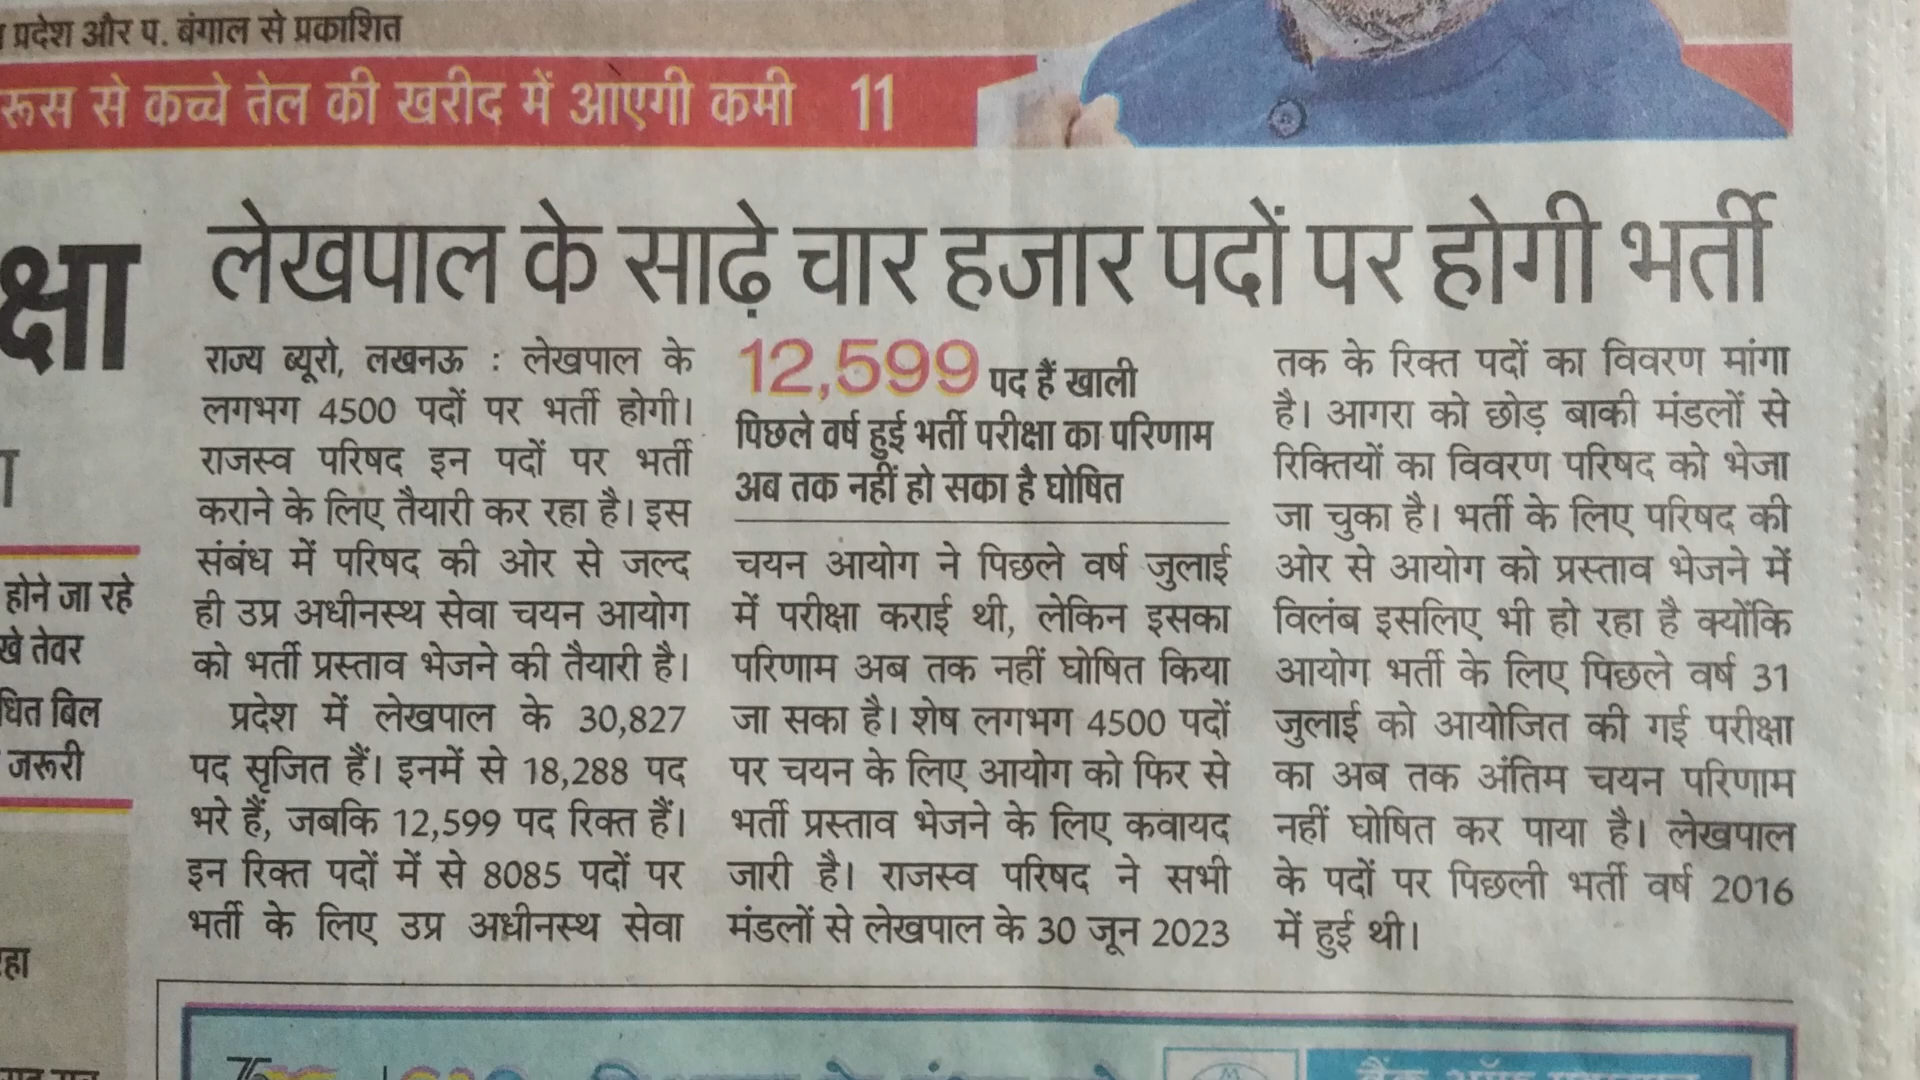 प्रदेश और प. बंगाल से प्रकाशित
रूस से कच्चे तेल की खरीद में आएगी कमी 11
क्षा
होने जा रहे
खे तेवर
धित बिल
जरूरी
लेखपाल के साढ़े चार हजार पदों पर होगी भर्ती
राज्य ब्यूरो, लखनऊ : लेखपाल के
लगभग 4500 पदों पर भर्ती होगी।
राजस्व परिषद इन पदों पर भर्ती
कराने के लिए तैयारी कर रहा है। इस
संबंध में परिषद की ओर से जल्द
ही उप्र अधीनस्थ सेवा चयन आयोग
को भर्ती प्रस्ताव भेजने की तैयारी है।
प्रदेश में लेखपाल के 30,827
पद सृजित हैं। इनमें से 18,288 पद
भरे हैं, जबकि 12,599 पद रिक्त हैं।
इन रिक्त पदों में से 8085 पदों पर
भर्ती के लिए उप्र अधीनस्थ सेवा
12,599 पद हैं खाली
पिछले वर्ष हुई भर्ती परीक्षा का परिणाम
अब तक नहीं हो सका है घोषित
चयन आयोग ने पिछले वर्ष जुलाई
में परीक्षा कराई थी, लेकिन इसका
परिणाम अब तक नहीं घोषित किया
जा सका है। शेष लगभग 4500 पदों
पर चयन के लिए आयोग को फिर से
भर्ती प्रस्ताव भेजने के लिए कवायद
जारी है। राजस्व परिषद ने सभी
मंडलों से लेखपाल के 30 जून 2023
तक के रिक्त पदों का विवरण मांगा
है। आगरा को छोड़ बाकी मंडलों से
रिक्तियों का विवरण परिषद को भेजा
जा चुका है। भर्ती के लिए परिषद की
ओर से आयोग को प्रस्ताव भेजने में
विलंब इसलिए भी हो रहा है क्योंकि
आयोग भर्ती के लिए पिछले वर्ष 31
जुलाई को आयोजित की गई परीक्षा
का अब तक अंतिम चयन परिणाम
नहीं घोषित कर पाया है। लेखपाल
के पदों पर पिछली भर्ती वर्ष 2016
में हुई थी।